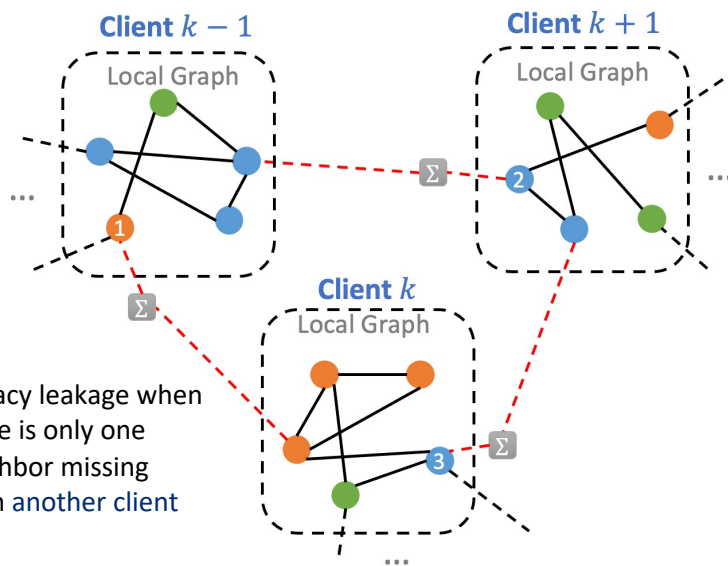 Client k − 1
Client k + 1
Local Graph
Local Graph
Σ
2
...
...
1
Client k
Σ
Local Graph
acy leakage when
e is only one
hbor missing
Σ
3
n another client
...